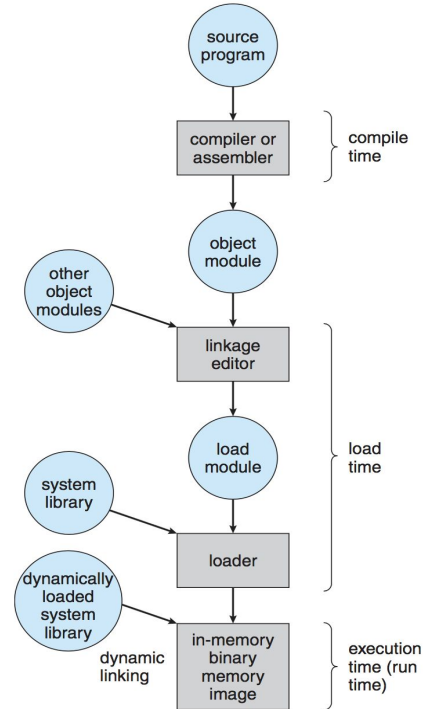 source
program
compiler or
assembler
compile
time
object
module
other
object
modules
linkage
editor
load
module
load
time
system
library
loader
dynamically
loaded
system
library
dynamic
linking
in-memory
binary
memory
image
execution
time (run
time)